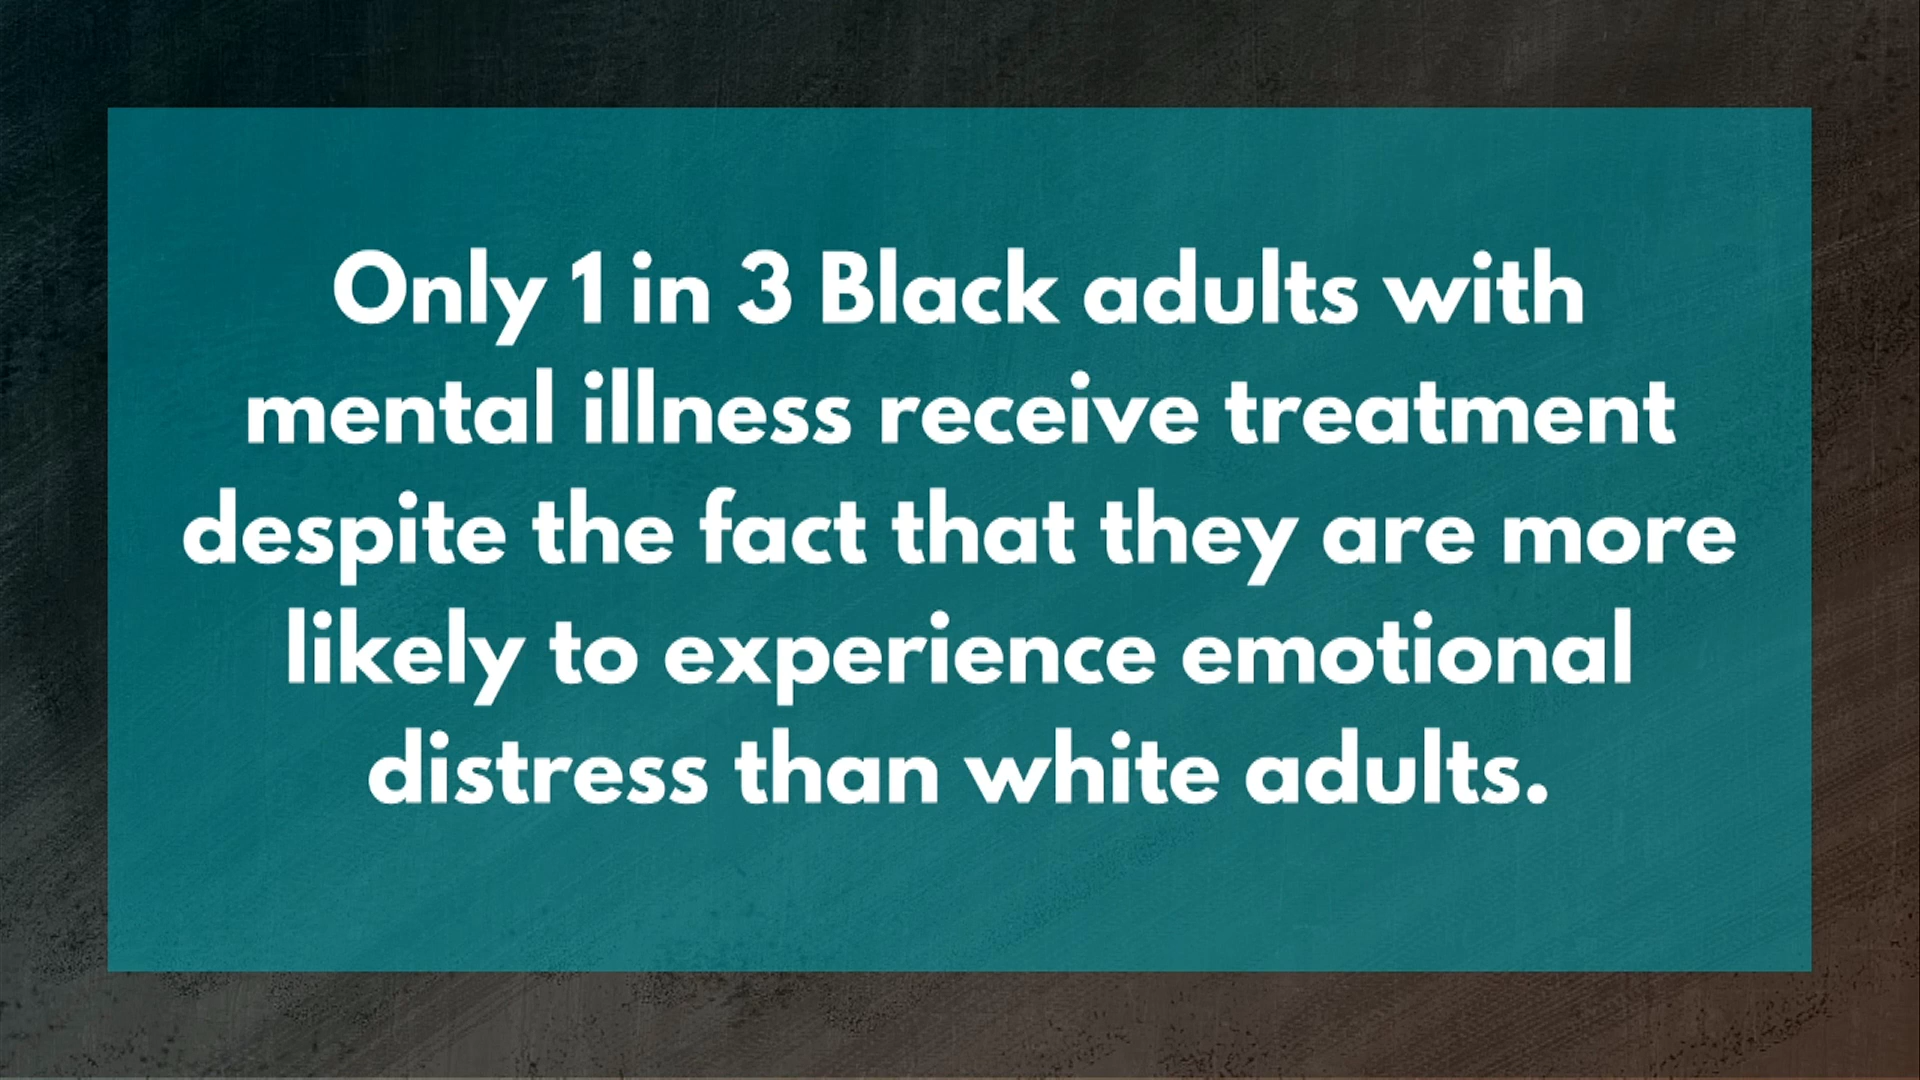 Only 1 in 3 Black adults with
mental illness receive treatment
despite the fact that they are more
likely to experience emotional
distress than white adults.